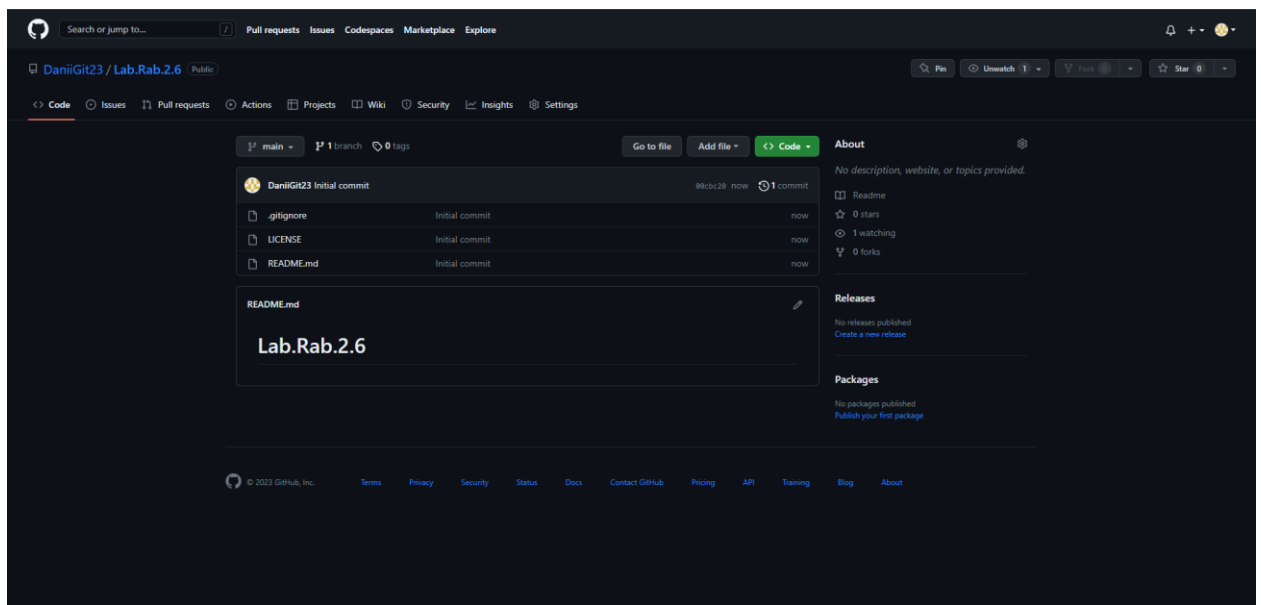 Search or jump to... /
Pull requests Issues Codespaces Marketplace Explore
DaniiGit23 / Lab.Rab.2.6 Public
Pin Unwatch 1 Fork 0 Star 0
Code Issues Pull requests Actions Projects Wiki Security Insights Settings
main 1 branch 0 tags Go to file Add file Code
DaniiGit23 Initial commit 00cbc20 now 1 commit
.gitignore Initial commit now
LICENSE Initial commit now
README.md Initial commit now
README.md
Lab.Rab.2.6
About
No description, website, or topics provided.
Readme
0 stars
1 watching
0 forks
Releases
No releases published
Create a new release
Packages
No packages published
Publish your first package
© 2023 GitHub, Inc. Terms Privacy Security Status Docs Contact GitHub Pricing API Training Blog About